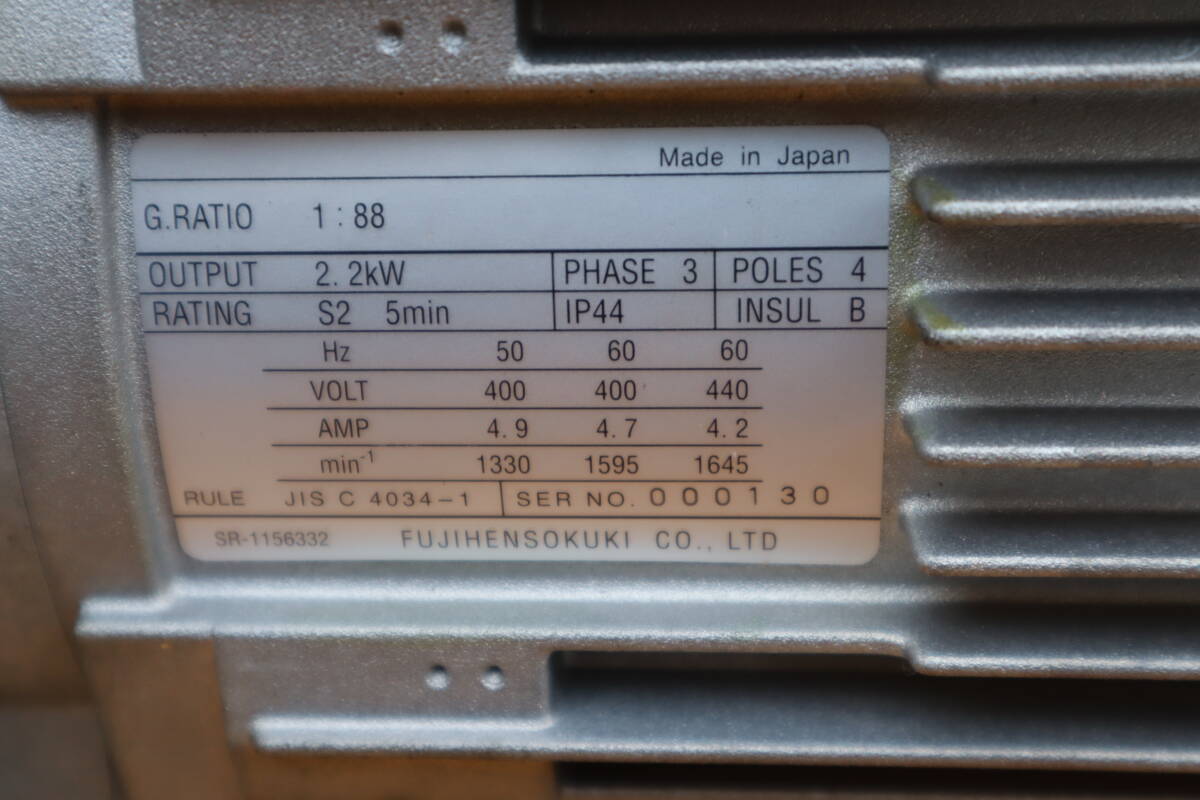 Made in Japan
G.RATIO 1:88
OUTPUT 2.2kW PHASE 3 POLES 4
RATING S2 5min IP44 INSUL B
Hz 50 60 60
VOLT 400 400 440
AMP 4.9 4.7 4.2
min⁻¹ 1330 1595 1645
RULE JIS C 4034-1 SER NO. 000130
SR-1156332 FUJIHENSOKUKI CO., LTD